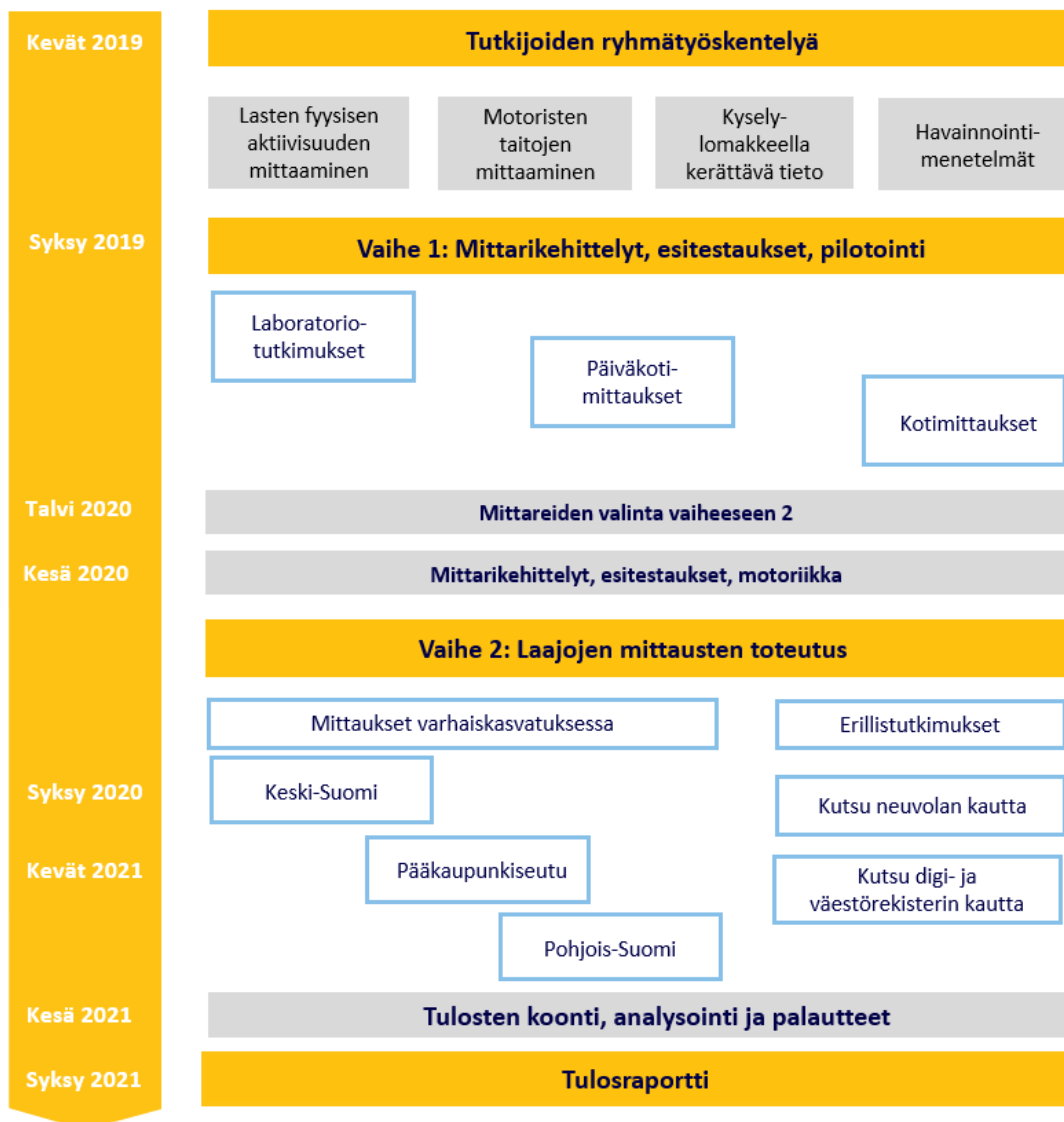 Kevät 2019
Tutkijoiden ryhmätyöskentelyä
Lasten fyysisen
aktiivisuuden
mittaaminen
Motoristen
taitojen
mittaaminen
Kysely-
lomakkeella
kerättävä tieto
Havainnointi-
menetelmät
Syksy 2019
Vaihe 1: Mittarikehittelyt, esitestaukset, pilotointi
Laboratorio-
tutkimukset
Päiväkoti-
mittaukset
Kotimittaukset
Talvi 2020
Mittareiden valinta vaiheeseen 2
Kesä 2020
Mittarikehittelyt, esitestaukset, motoriikka
Vaihe 2: Laajojen mittausten toteutus
Mittaukset varhaiskasvatuksessa
Erillistutkimukset
Syksy 2020
Keski-Suomi
Kutsu neuvolan kautta
Kevät 2021
Pääkaupunkiseutu
Kutsu digi- ja
väestörekisterin kautta
Pohjois-Suomi
Kesä 2021
Tulosten koonti, analysointi ja palautteet
Syksy 2021
Tulosraportti